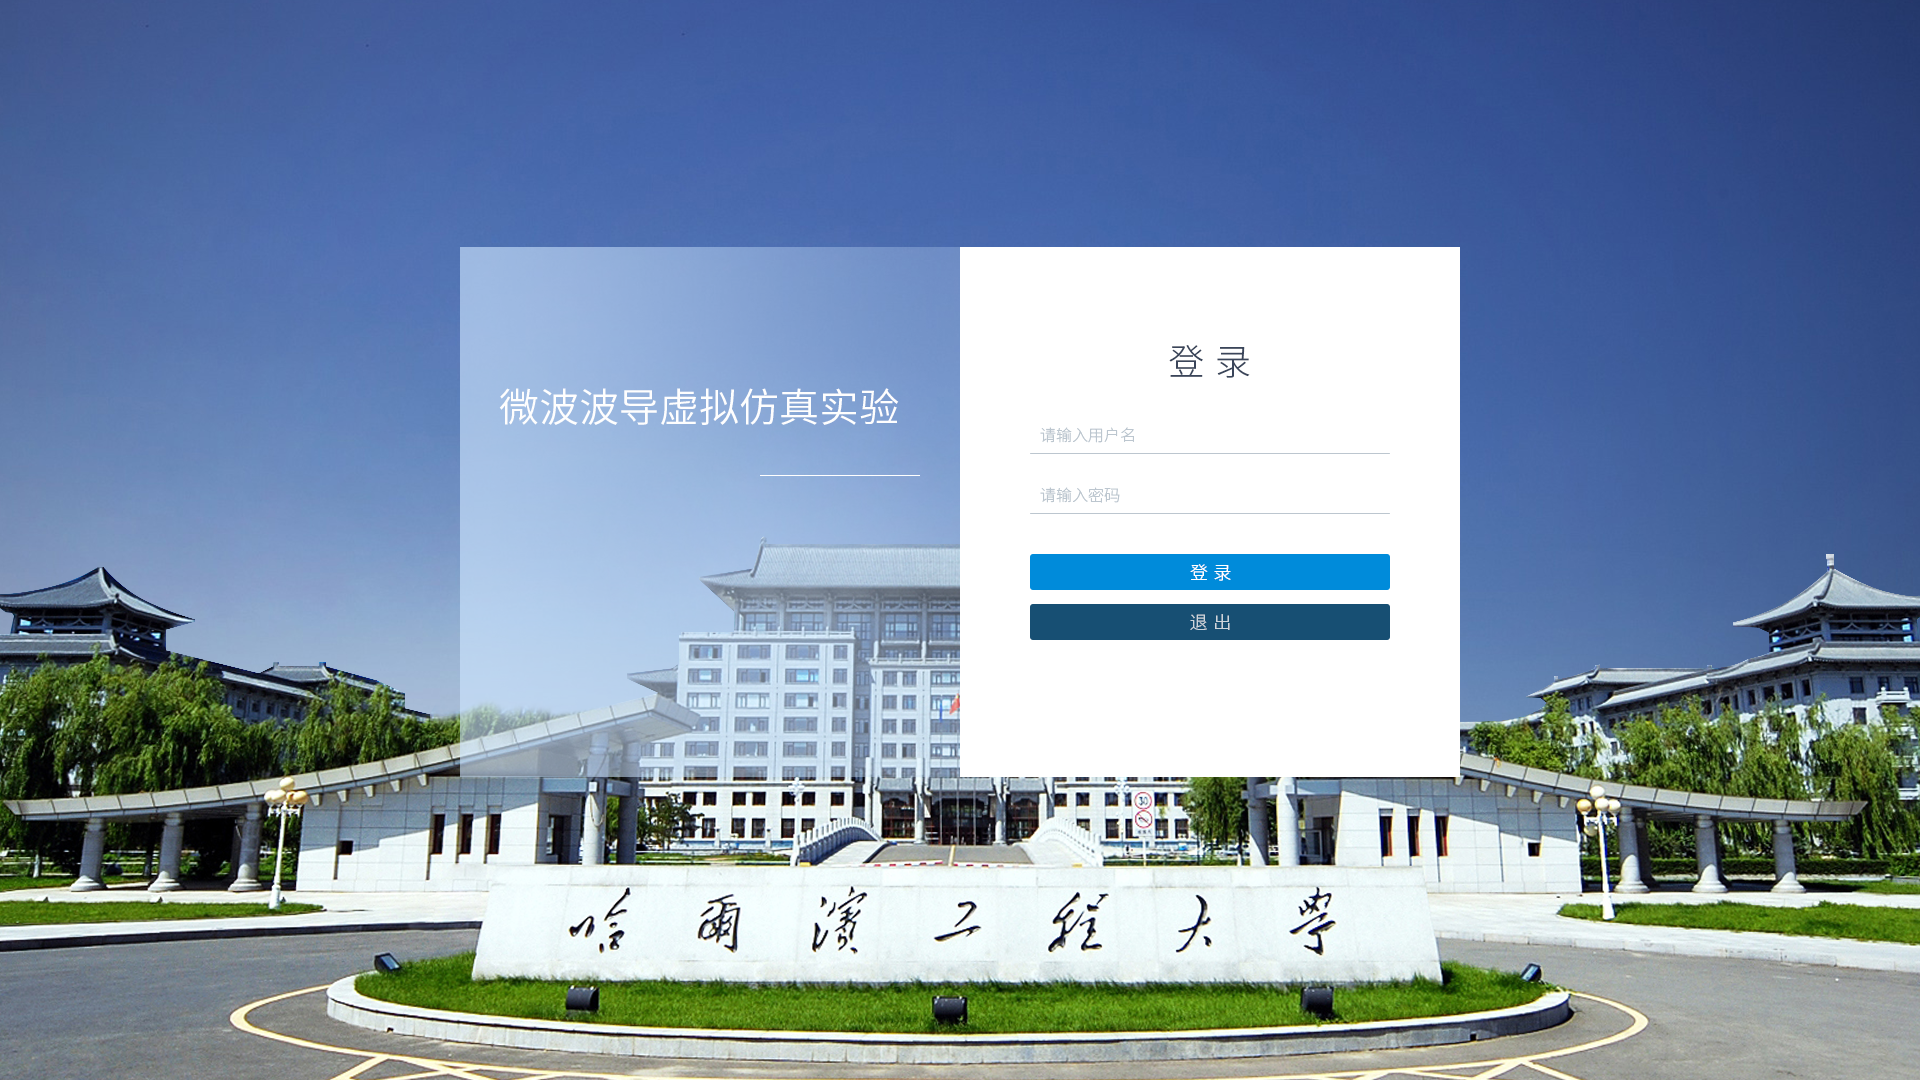 微波波导虚拟仿真实验
登 录
请输入用户名
请输入密码
登 录
退 出
30
哈爾濱工程大學